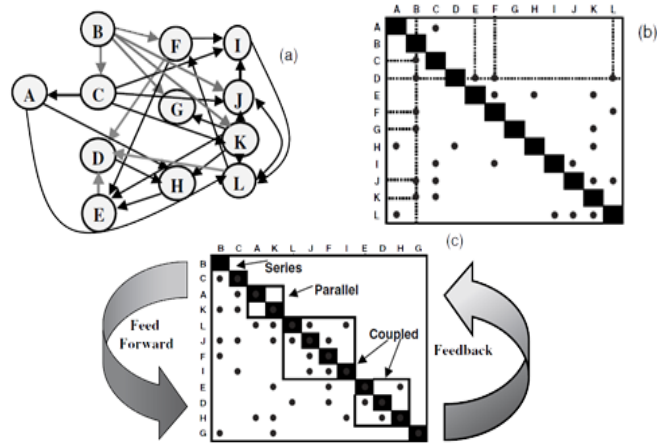 B
F
I
(a)
A
C
J
G
K
D
H
L
E
A B C D E F G H I J K L
(b)
A
B
C
D
E
F
G
H
I
J
K
L
(c)
B C A K L J F I E D H G
B
C
A
K
L
J
F
I
E
D
H
G
Series
Parallel
Coupled
Feed
Forward
Feedback